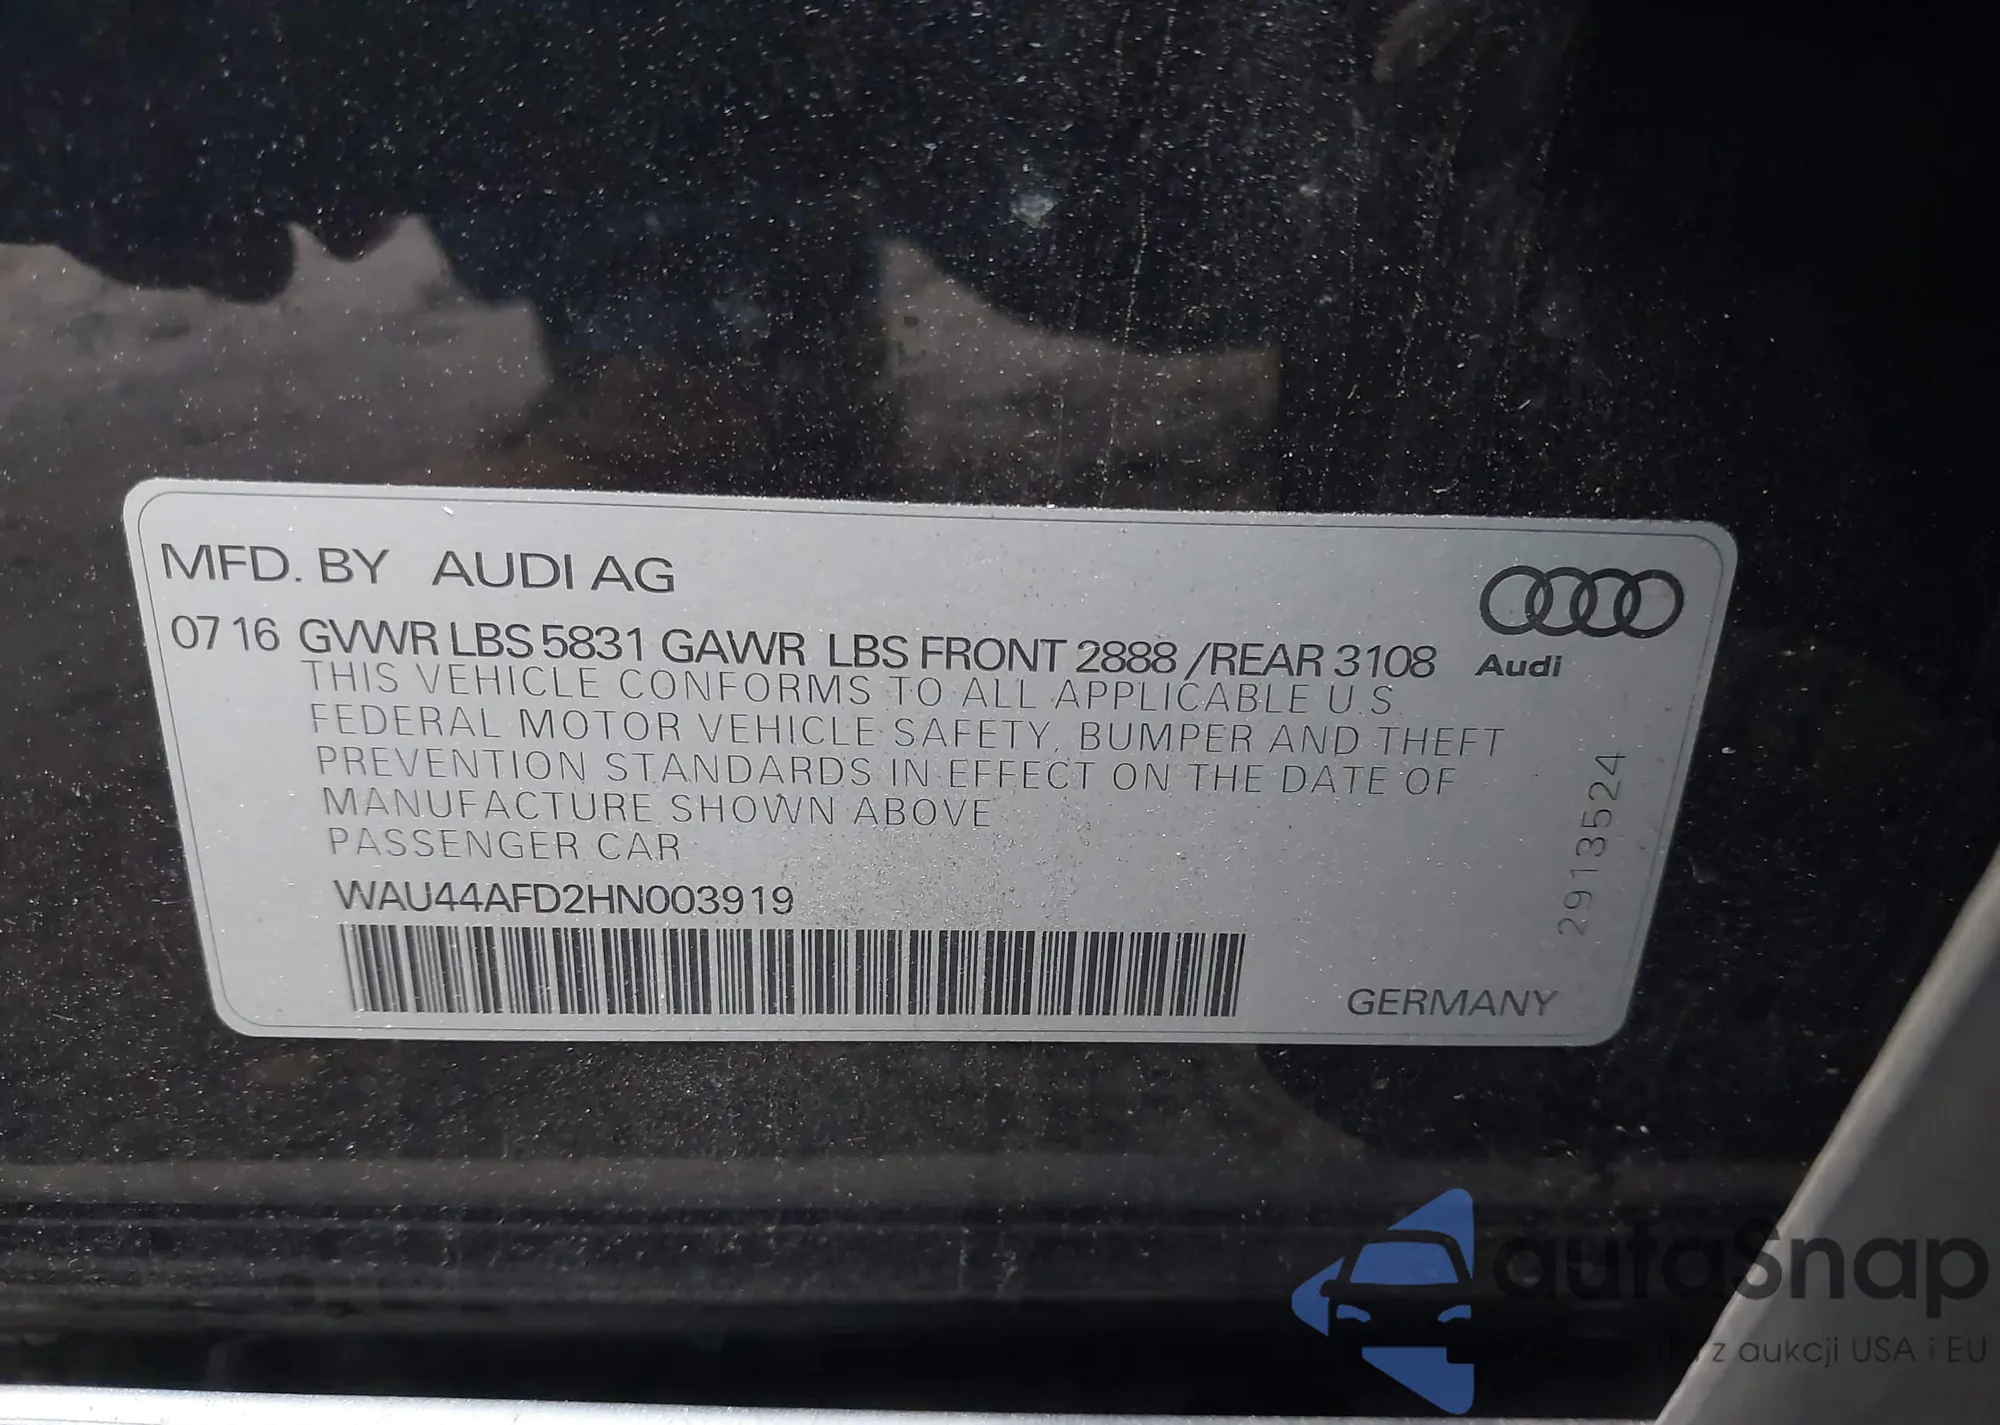 MFD. BY AUDI AG
07 16 GVWR LBS 5831 GAWR LBS FRONT 2888 /REAR 3108
Audi
THIS VEHICLE CONFORMS TO ALL APPLICABLE U.S.
FEDERAL MOTOR VEHICLE SAFETY, BUMPER AND THEFT
PREVENTION STANDARDS IN EFFECT ON THE DATE OF
MANUFACTURE SHOWN ABOVE
PASSENGER CAR
WAU44AFD2HN003919
2913524
GERMANY
autaSnap
z aukcji USA i EU